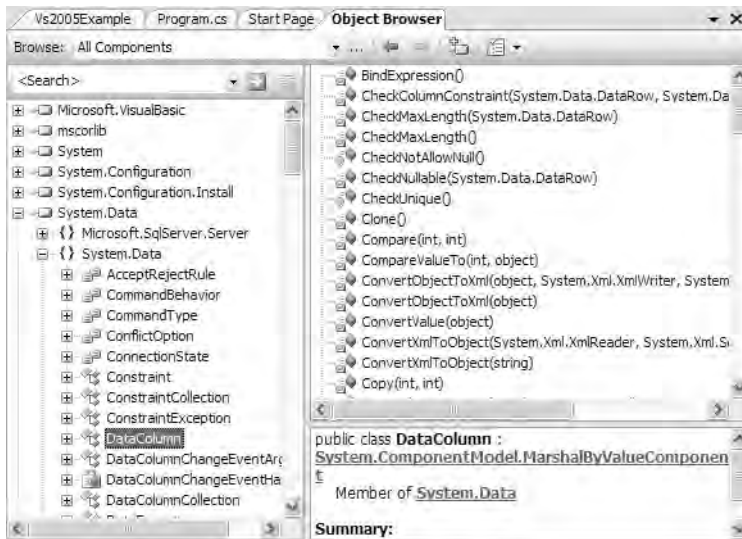 Vs2005Example Program.cs Start Page Object Browser
Browse: All Components
<Search>
Microsoft.VisualBasic
mscorlib
System
System.Configuration
System.Configuration.Install
System.Data
{} Microsoft.SqlServer.Server
{} System.Data
AcceptRejectRule
CommandBehavior
CommandType
ConflictOption
ConnectionState
Constraint
ConstraintCollection
ConstraintException
DataColumn
DataColumnChangeEventArg
DataColumnChangeEventHa
DataColumnCollection
BindExpression()
CheckColumnConstraint(System.Data.DataRow, System.Da
CheckMaxLength(System.Data.DataRow)
CheckMaxLength()
CheckNotAllowNull()
CheckNullable(System.Data.DataRow)
CheckUnique()
Clone()
Compare(int, int)
CompareValueTo(int, object)
ConvertObjectToXml(object, System.Xml.XmlWriter, System
ConvertObjectToXml(object)
ConvertValue(object)
ConvertXmlToObject(System.Xml.XmlReader, System.Xml.S
ConvertXmlToObject(string)
Copy(int, int)
public class DataColumn :
System.ComponentModel.MarshalByValueComponen
t
Member of System.Data
Summary: